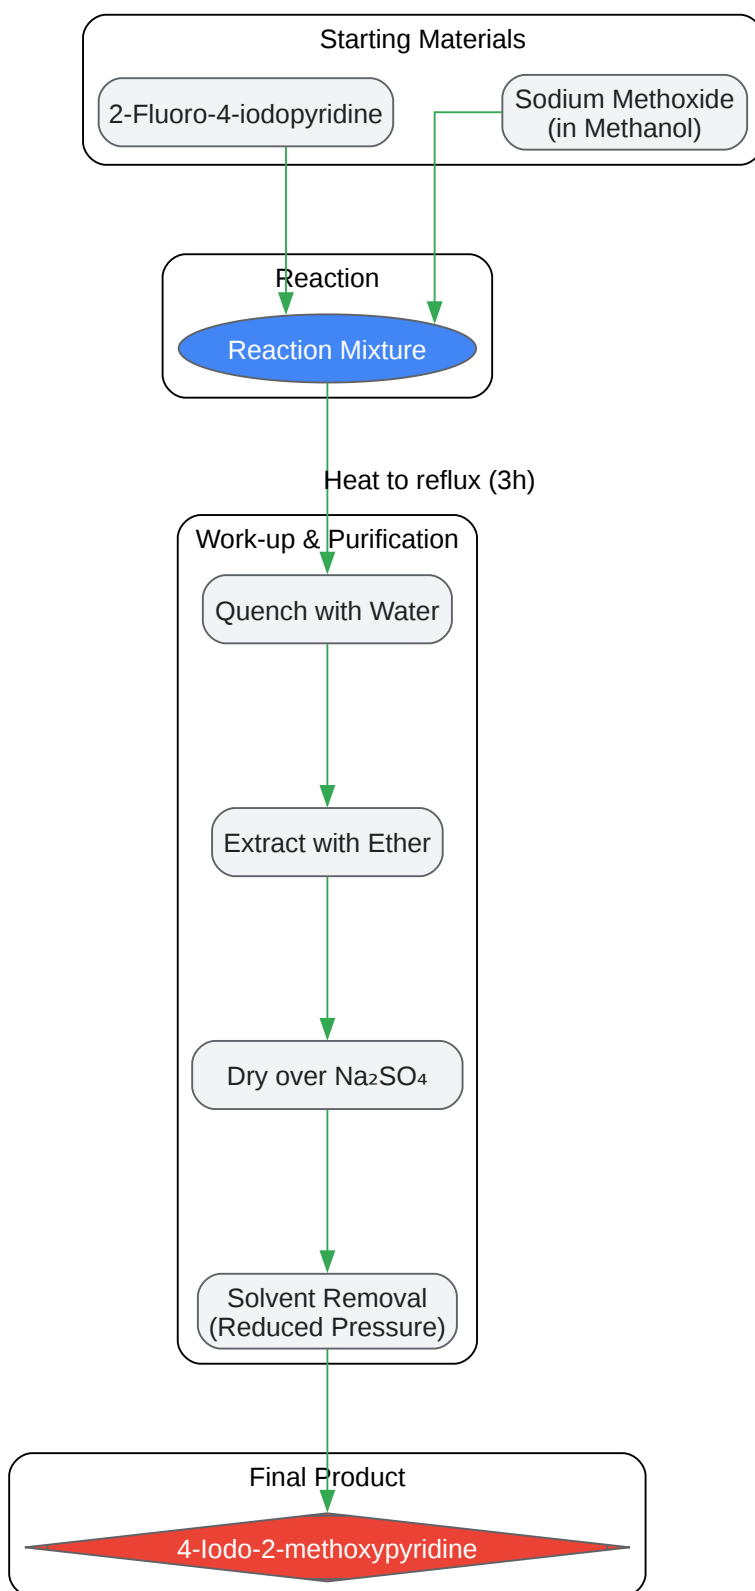 Starting Materials
2-Fluoro-4-iodopyridine
Sodium Methoxide
(in Methanol)
Reaction
Reaction Mixture
Heat to reflux (3h)
Work-up & Purification
Quench with Water
Extract with Ether
Dry over Na₂SO₄
Solvent Removal
(Reduced Pressure)
Final Product
4-Iodo-2-methoxypyridine